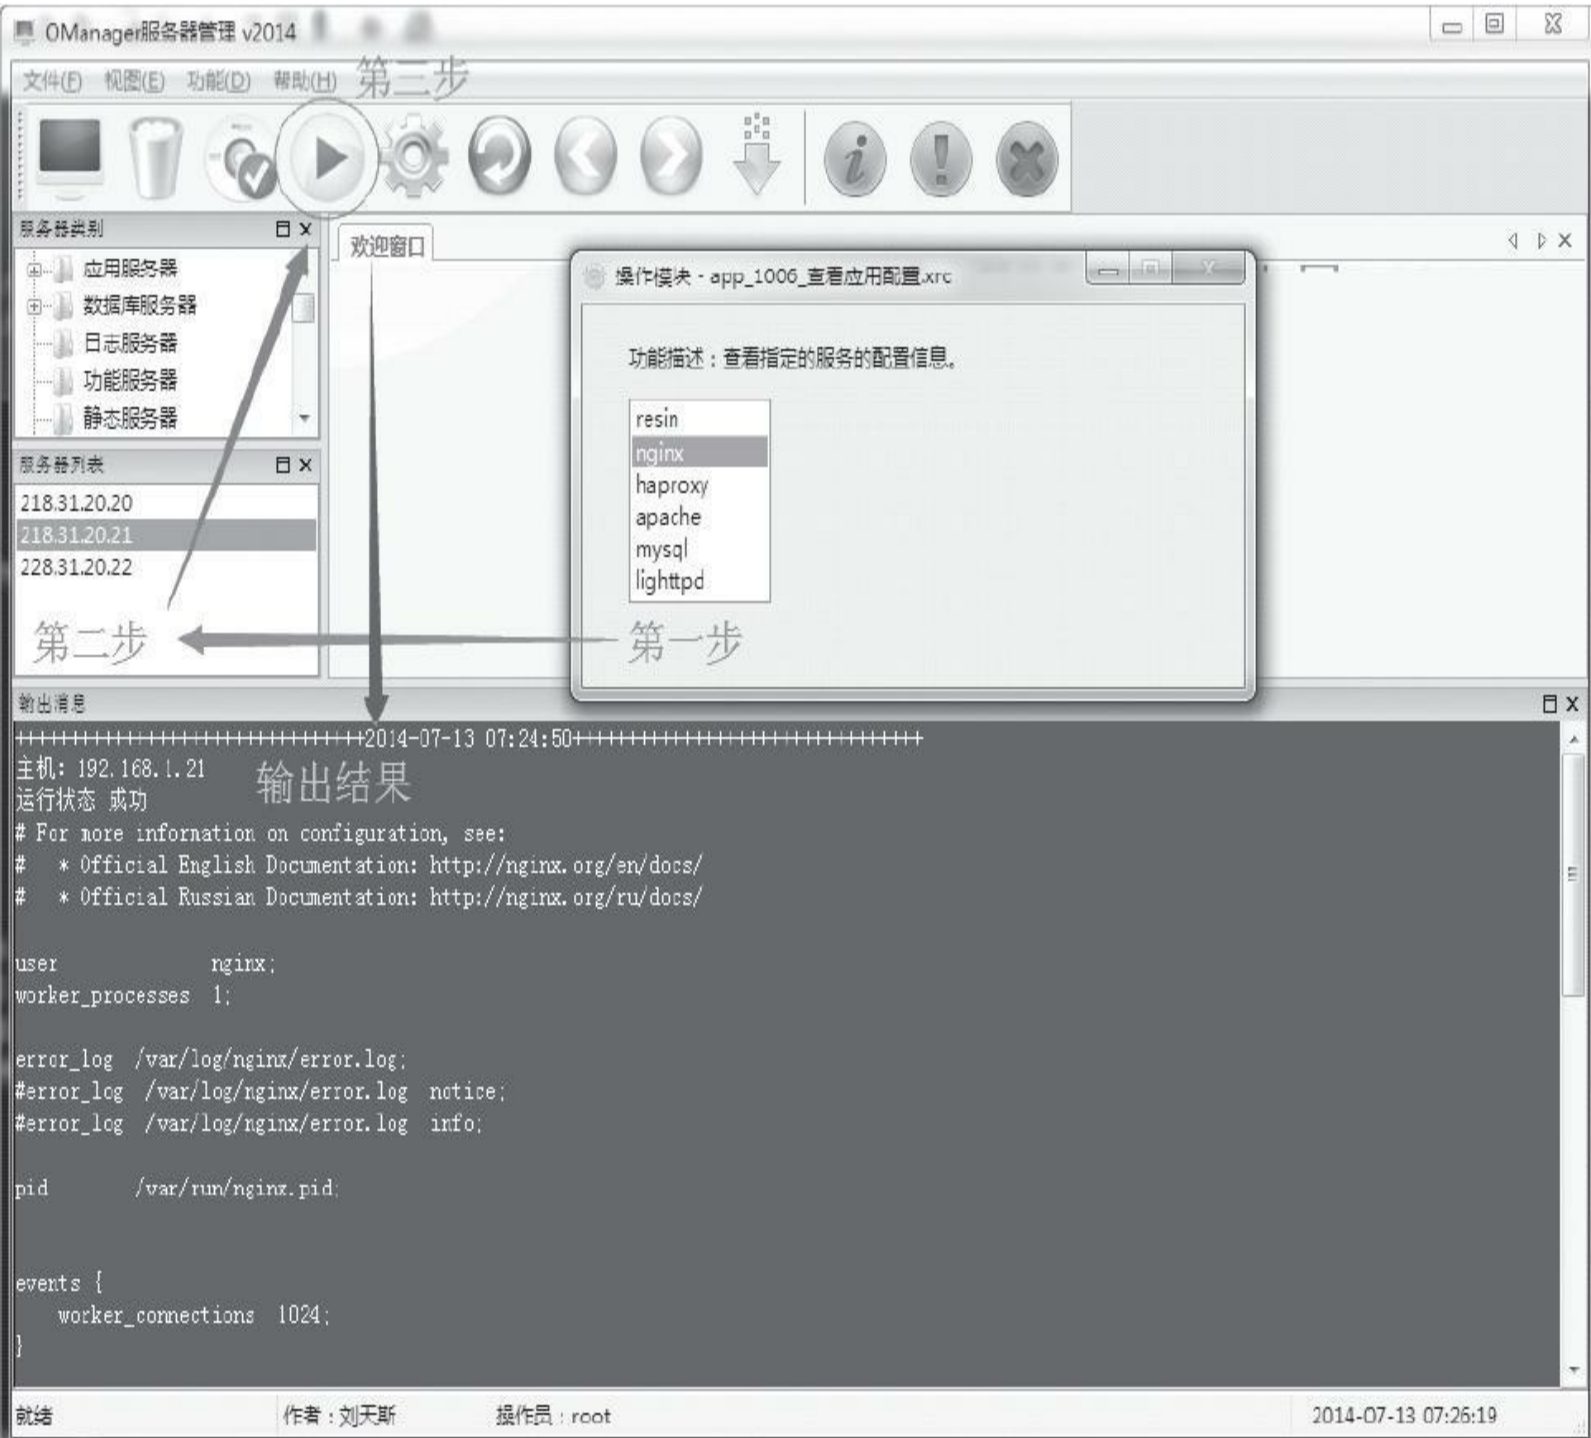 OManager服务器管理 v2014
文件(F) 视图(E) 功能(D) 帮助(H)
第三步
服务器类别
应用服务器
数据库服务器
日志服务器
功能服务器
静态服务器
服务器列表
218.31.20.20
218.31.20.21
228.31.20.22
第二步
欢迎窗口
操作模块 - app_1006_查看应用配置.xrc
功能描述：查看指定的服务的配置信息。
resin
nginx
haproxy
apache
mysql
lighttpd
第一步
输出消息
++++++++++++++++++++++++++++++++2014-07-13 07:24:50++++++++++++++++++++++++++++++++
主机: 192.168.1.21
输出结果
运行状态 成功
# For more information on configuration, see:
#   * Official English Documentation: http://nginx.org/en/docs/
#   * Official Russian Documentation: http://nginx.org/ru/docs/
user              nginx;
worker_processes  1;
error_log  /var/log/nginx/error.log;
#error_log  /var/log/nginx/error.log  notice;
#error_log  /var/log/nginx/error.log  info;
pid        /var/run/nginx.pid;
events {
    worker_connections  1024;
}
就绪 作者：刘天斯 操作员：root 2014-07-13 07:26:19